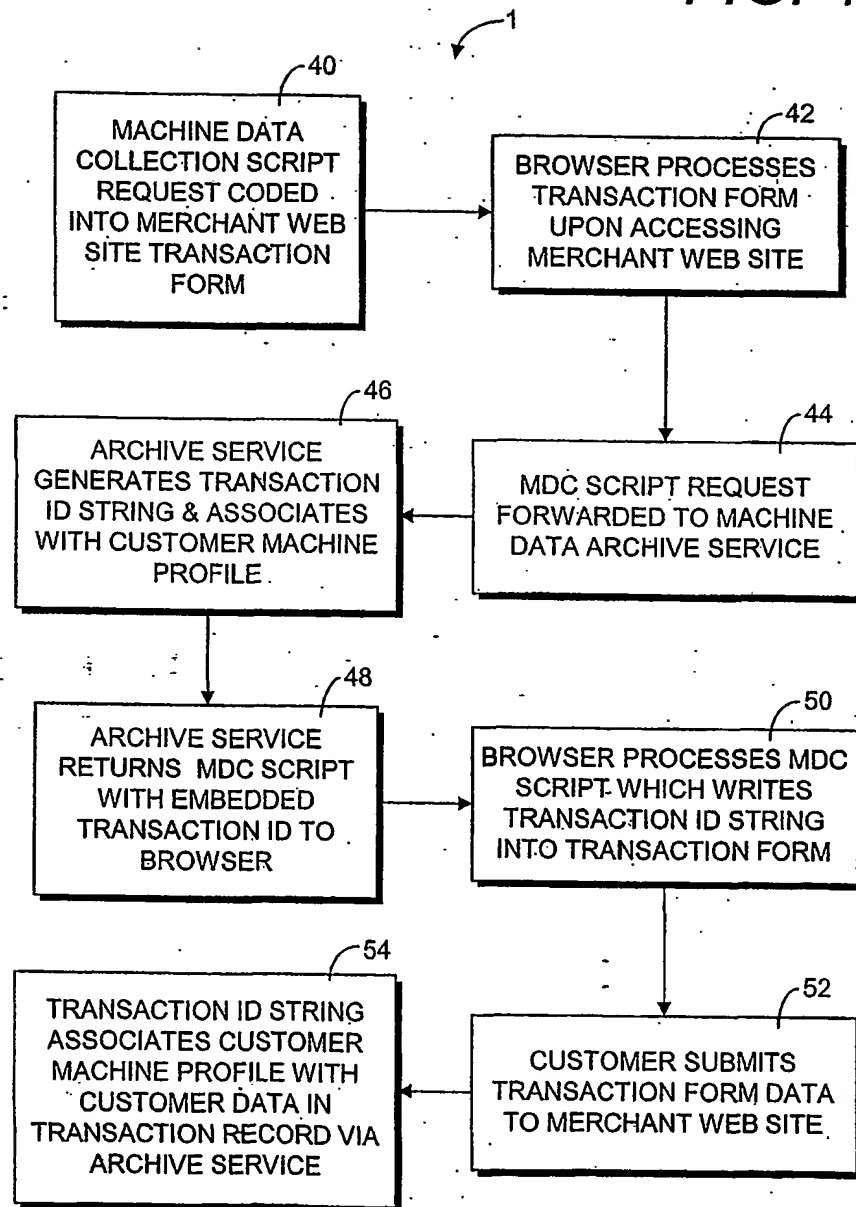 1
40
MACHINE DATA
COLLECTION SCRIPT
REQUEST CODED
INTO MERCHANT WEB
SITE TRANSACTION
FORM
42
BROWSER PROCESSES
TRANSACTION FORM
UPON ACCESSING
MERCHANT WEB SITE
44
MDC SCRIPT REQUEST
FORWARDED TO MACHINE
DATA ARCHIVE SERVICE
46
ARCHIVE SERVICE
GENERATES TRANSACTION
ID STRING & ASSOCIATES
WITH CUSTOMER MACHINE
PROFILE
48
ARCHIVE SERVICE
RETURNS MDC SCRIPT
WITH EMBEDDED
TRANSACTION ID TO
BROWSER
50
BROWSER PROCESSES MDC
SCRIPT WHICH WRITES
TRANSACTION ID STRING
INTO TRANSACTION FORM
52
CUSTOMER SUBMITS
TRANSACTION FORM DATA
TO MERCHANT WEB SITE
54
TRANSACTION ID STRING
ASSOCIATES CUSTOMER
MACHINE PROFILE WITH
CUSTOMER DATA IN
TRANSACTION RECORD VIA
ARCHIVE SERVICE